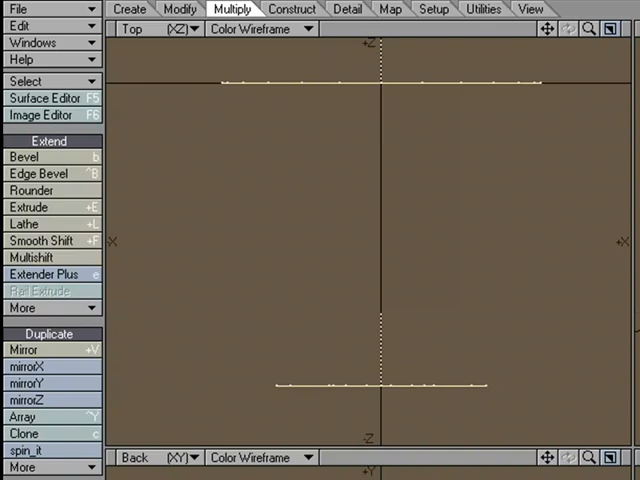 File Create Modify Multiply Construct Detail Map Setup Utilities View
Edit Top (XZ) Color Wireframe
Windows +Z
Help
Select
Surface Editor F5
Image Editor F6
Extend
Bevel b
Edge Bevel ^B
Rounder
Extrude +E
Lathe +L
Smooth Shift +F -X +X
Multishift
Extender Plus e
Rail Extrude
More
Duplicate
Mirror +V
mirrorX
mirrorY
mirrorZ
Array ^Y
Clone c -Z
spin_it Back (XY) Color Wireframe
More +Y